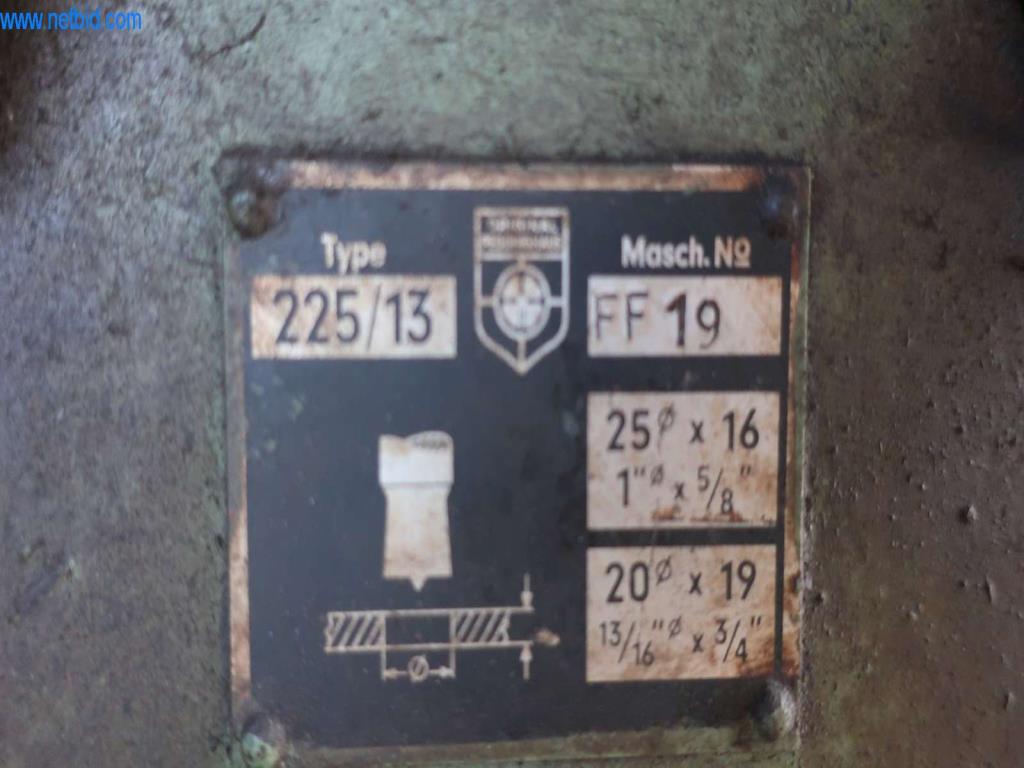 www.netbid.com
Type
225/13
Masch. Nº
FF 19
25ø x 16
1"ø x 5/8"
20ø x 19
13/16"ø x 3/4"